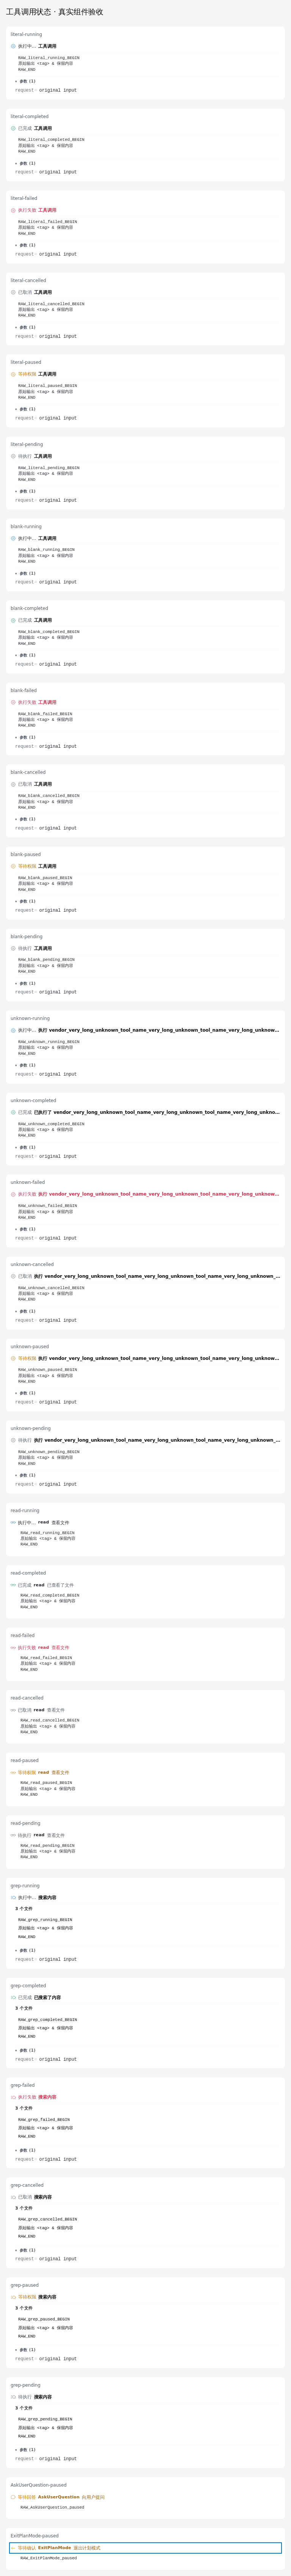 工具调用状态 · 真实组件验收
literal-running
执行中... 工具调用
RAW_literal_running_BEGIN
原始输出 <tag> & 保留内容
RAW_END
参数 (1)
request· original input
literal-completed
已完成 工具调用
RAW_literal_completed_BEGIN
原始输出 <tag> & 保留内容
RAW_END
参数 (1)
request· original input
literal-failed
执行失败 工具调用
RAW_literal_failed_BEGIN
原始输出 <tag> & 保留内容
RAW_END
参数 (1)
request· original input
literal-cancelled
已取消 工具调用
RAW_literal_cancelled_BEGIN
原始输出 <tag> & 保留内容
RAW_END
参数 (1)
request· original input
literal-paused
等待权限 工具调用
RAW_literal_paused_BEGIN
原始输出 <tag> & 保留内容
RAW_END
参数 (1)
request· original input
literal-pending
待执行 工具调用
RAW_literal_pending_BEGIN
原始输出 <tag> & 保留内容
RAW_END
参数 (1)
request· original input
blank-running
执行中... 工具调用
RAW_blank_running_BEGIN
原始输出 <tag> & 保留内容
RAW_END
参数 (1)
request· original input
blank-completed
已完成 工具调用
RAW_blank_completed_BEGIN
原始输出 <tag> & 保留内容
RAW_END
参数 (1)
request· original input
blank-failed
执行失败 工具调用
RAW_blank_failed_BEGIN
原始输出 <tag> & 保留内容
RAW_END
参数 (1)
request· original input
blank-cancelled
已取消 工具调用
RAW_blank_cancelled_BEGIN
原始输出 <tag> & 保留内容
RAW_END
参数 (1)
request· original input
blank-paused
等待权限 工具调用
RAW_blank_paused_BEGIN
原始输出 <tag> & 保留内容
RAW_END
参数 (1)
request· original input
blank-pending
待执行 工具调用
RAW_blank_pending_BEGIN
原始输出 <tag> & 保留内容
RAW_END
参数 (1)
request· original input
unknown-running
执行中... 执行 vendor_very_long_unknown_tool_name_very_long_unknown_tool_name_very_long_unknow...
RAW_unknown_running_BEGIN
原始输出 <tag> & 保留内容
RAW_END
参数 (1)
request· original input
unknown-completed
已完成 已执行了 vendor_very_long_unknown_tool_name_very_long_unknown_tool_name_very_long_unkno...
RAW_unknown_completed_BEGIN
原始输出 <tag> & 保留内容
RAW_END
参数 (1)
request· original input
unknown-failed
执行失败 执行 vendor_very_long_unknown_tool_name_very_long_unknown_tool_name_very_long_unknow...
RAW_unknown_failed_BEGIN
原始输出 <tag> & 保留内容
RAW_END
参数 (1)
request· original input
unknown-cancelled
已取消 执行 vendor_very_long_unknown_tool_name_very_long_unknown_tool_name_very_long_unknown_...
RAW_unknown_cancelled_BEGIN
原始输出 <tag> & 保留内容
RAW_END
参数 (1)
request· original input
unknown-paused
等待权限 执行 vendor_very_long_unknown_tool_name_very_long_unknown_tool_name_very_long_unknow...
RAW_unknown_paused_BEGIN
原始输出 <tag> & 保留内容
RAW_END
参数 (1)
request· original input
unknown-pending
待执行 执行 vendor_very_long_unknown_tool_name_very_long_unknown_tool_name_very_long_unknown_...
RAW_unknown_pending_BEGIN
原始输出 <tag> & 保留内容
RAW_END
参数 (1)
request· original input
read-running
执行中... read 查看文件
RAW_read_running_BEGIN
原始输出 <tag> & 保留内容
RAW_END
read-completed
已完成 read 已查看了文件
RAW_read_completed_BEGIN
原始输出 <tag> & 保留内容
RAW_END
read-failed
执行失败 read 查看文件
RAW_read_failed_BEGIN
原始输出 <tag> & 保留内容
RAW_END
read-cancelled
已取消 read 查看文件
RAW_read_cancelled_BEGIN
原始输出 <tag> & 保留内容
RAW_END
read-paused
等待权限 read 查看文件
RAW_read_paused_BEGIN
原始输出 <tag> & 保留内容
RAW_END
read-pending
待执行 read 查看文件
RAW_read_pending_BEGIN
原始输出 <tag> & 保留内容
RAW_END
grep-running
执行中... 搜索内容
3 个文件
RAW_grep_running_BEGIN
原始输出 <tag> & 保留内容
RAW_END
参数 (1)
request· original input
grep-completed
已完成 已搜索了内容
3 个文件
RAW_grep_completed_BEGIN
原始输出 <tag> & 保留内容
RAW_END
参数 (1)
request· original input
grep-failed
执行失败 搜索内容
3 个文件
RAW_grep_failed_BEGIN
原始输出 <tag> & 保留内容
RAW_END
参数 (1)
request· original input
grep-cancelled
已取消 搜索内容
3 个文件
RAW_grep_cancelled_BEGIN
原始输出 <tag> & 保留内容
RAW_END
参数 (1)
request· original input
grep-paused
等待权限 搜索内容
3 个文件
RAW_grep_paused_BEGIN
原始输出 <tag> & 保留内容
RAW_END
参数 (1)
request· original input
grep-pending
待执行 搜索内容
3 个文件
RAW_grep_pending_BEGIN
原始输出 <tag> & 保留内容
RAW_END
参数 (1)
request· original input
AskUserQuestion-paused
等待回答 AskUserQuestion 向用户提问
RAW_AskUserQuestion_paused
ExitPlanMode-paused
等待确认 ExitPlanMode 退出计划模式
RAW_ExitPlanMode_paused